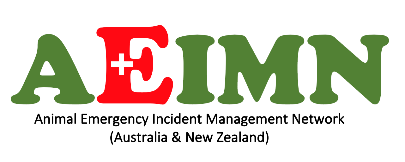 AEIMN
Animal Emergency Incident Management Network
(Australia & New Zealand)